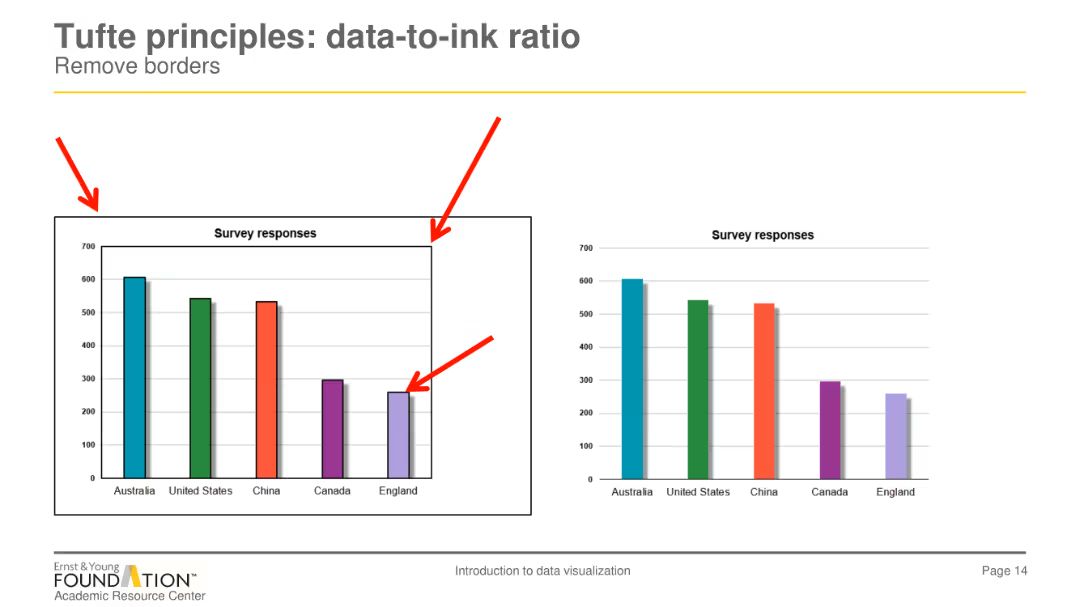 Tufte principles: data-to-ink ratio
Remove borders
Survey responses
700
600
500
400
300
200
100
0
Australia United States China Canada England
Survey responses
700
600
500
400
300
200
100
0
Australia United States China Canada England
Ernst & Young
FOUNDATION™
Academic Resource Center
Introduction to data visualization
Page 14